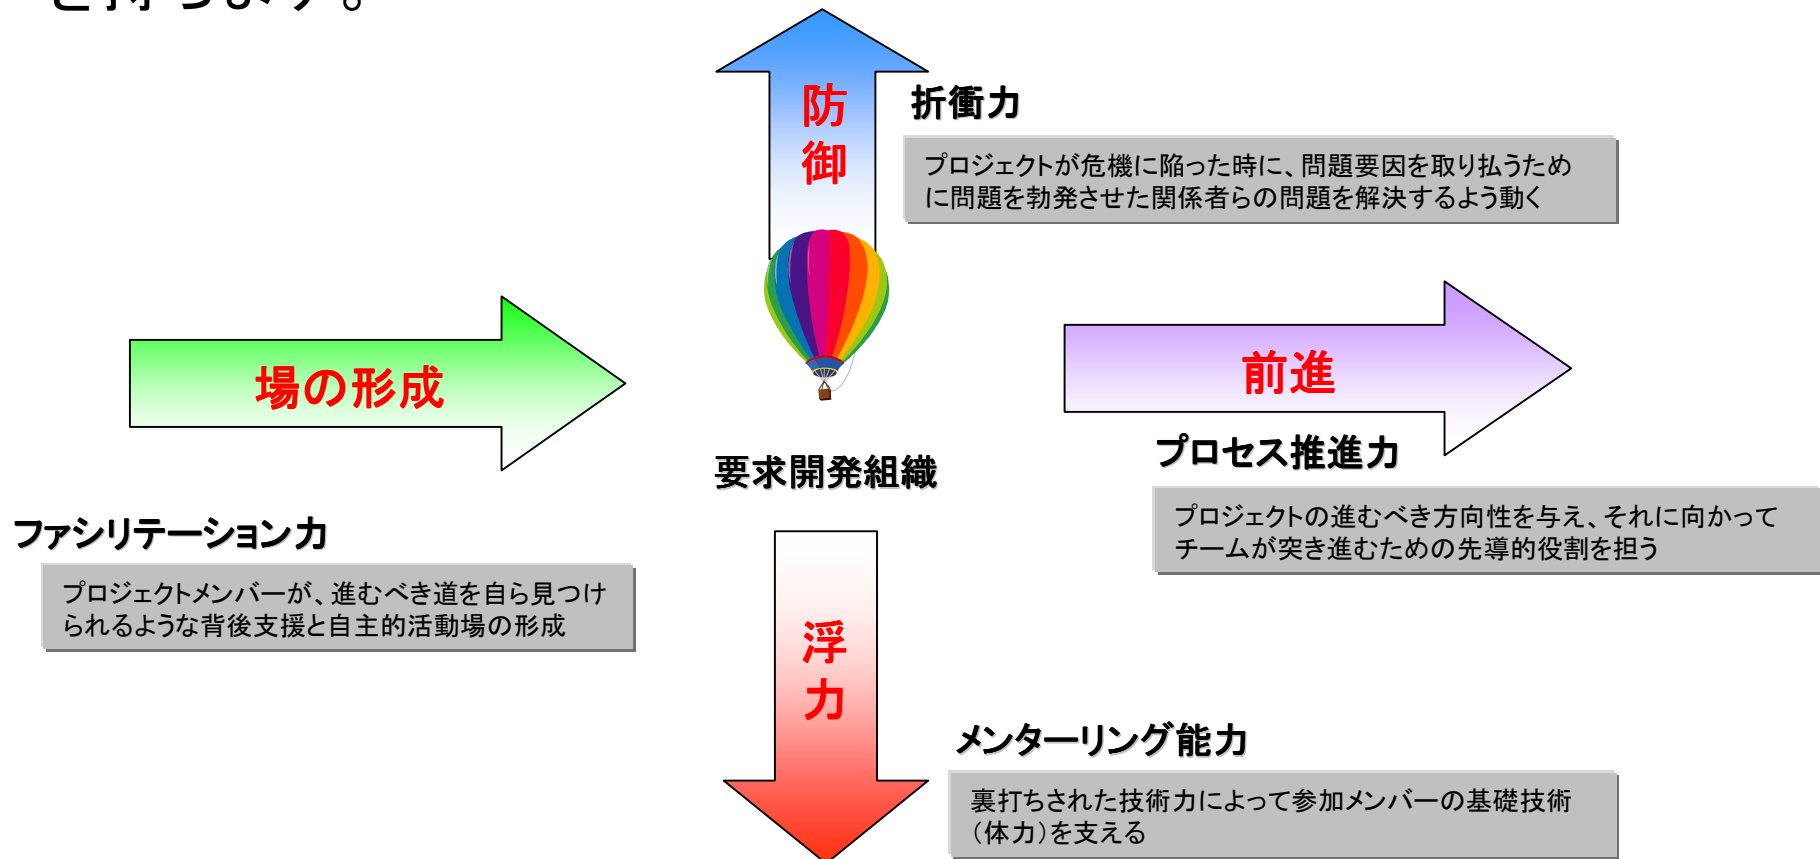 を持ちます。
防
御
折衝力
プロジェクトが危機に陥った時に、問題要因を取り払うため
に問題を勃発させた関係者らの問題を解決するよう動く
場の形成
前進
要求開発組織
プロセス推進力
プロジェクトの進むべき方向性を与え、それに向かって
チームが突き進むための先導的役割を担う
ファシリテーション力
プロジェクトメンバーが、進むべき道を自ら見つけ
られるような背後支援と自主的活動場の形成
浮
力
メンターリング能力
裏打ちされた技術力によって参加メンバーの基礎技術
（体力）を支える